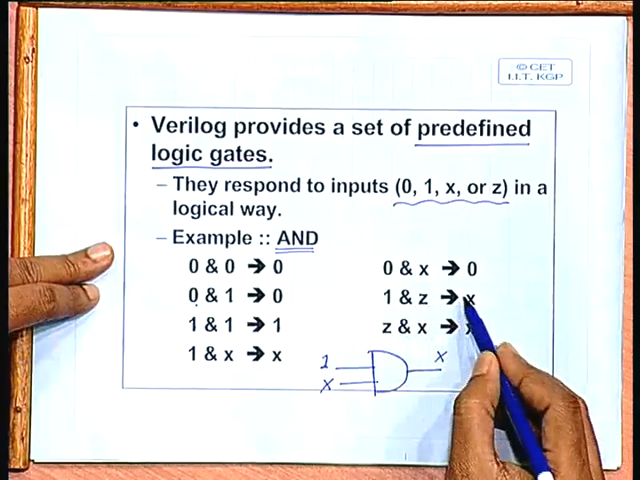 © CET
I.I.T. KGP
• Verilog provides a set of predefined
logic gates.
– They respond to inputs (0, 1, x, or z) in a
logical way.
– Example :: AND
0 & 0 ➔ 0
0 & 1 ➔ 0
1 & 1 ➔ 1
1 & x ➔ x
0 & x ➔ 0
1 & z ➔ x
z & x ➔
1
x
x